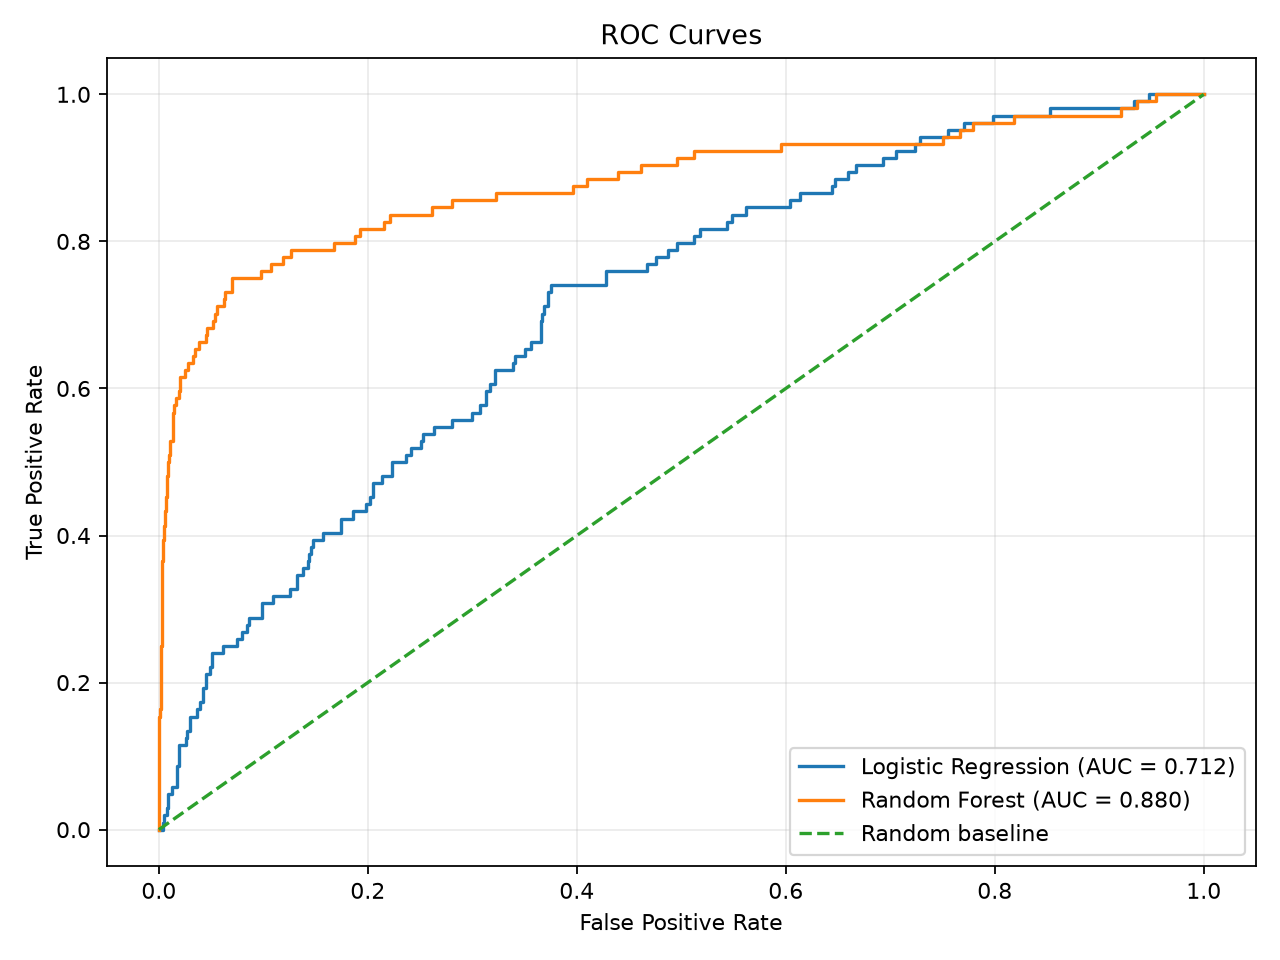 ROC Curves
True Positive Rate
1.0
0.8
0.6
0.4
0.2
0.0
Logistic Regression (AUC = 0.712)
Random Forest (AUC = 0.880)
Random baseline
0.0 0.2 0.4 0.6 0.8 1.0
False Positive Rate